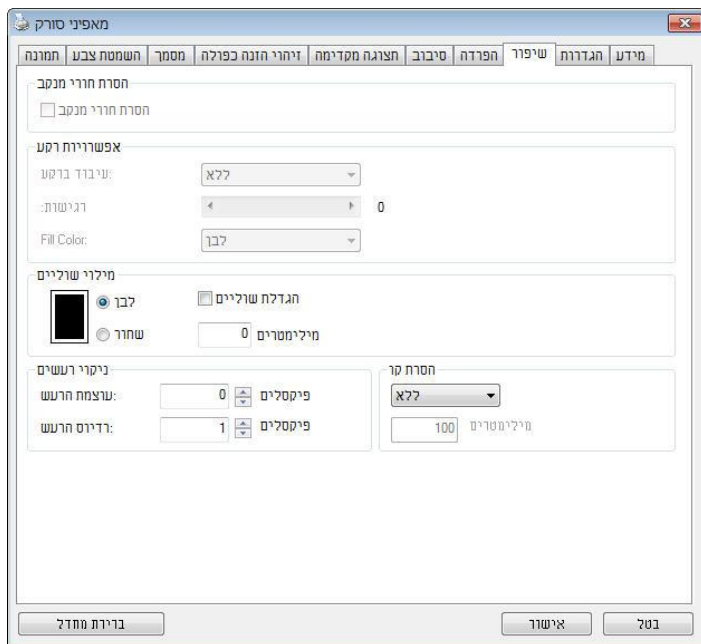 מאפיני סורק
תמונה השמטת צבע מסמך זיהוי הזנה כפולה תצוגה מקדימה סיבוב הפרדה שיפור הגדרות מידע
הסרת חורי מנקב
הסרת חורי מנקב
אפשרויות רקע
עיבוד ברקע:
ללא
רגישות:
0
Fill Color:
לבן
מילוי שוליים
לבן
הגדלת שוליים
שחור
0 מילימטרים
ניקוי רעשים
עוצמת הרעש:
0 פיקסלים
רדיוס הרעש:
1 פיקסלים
הסרת קו
ללא
100 מילימטרים
ברירת מחדל
אישור
בטל